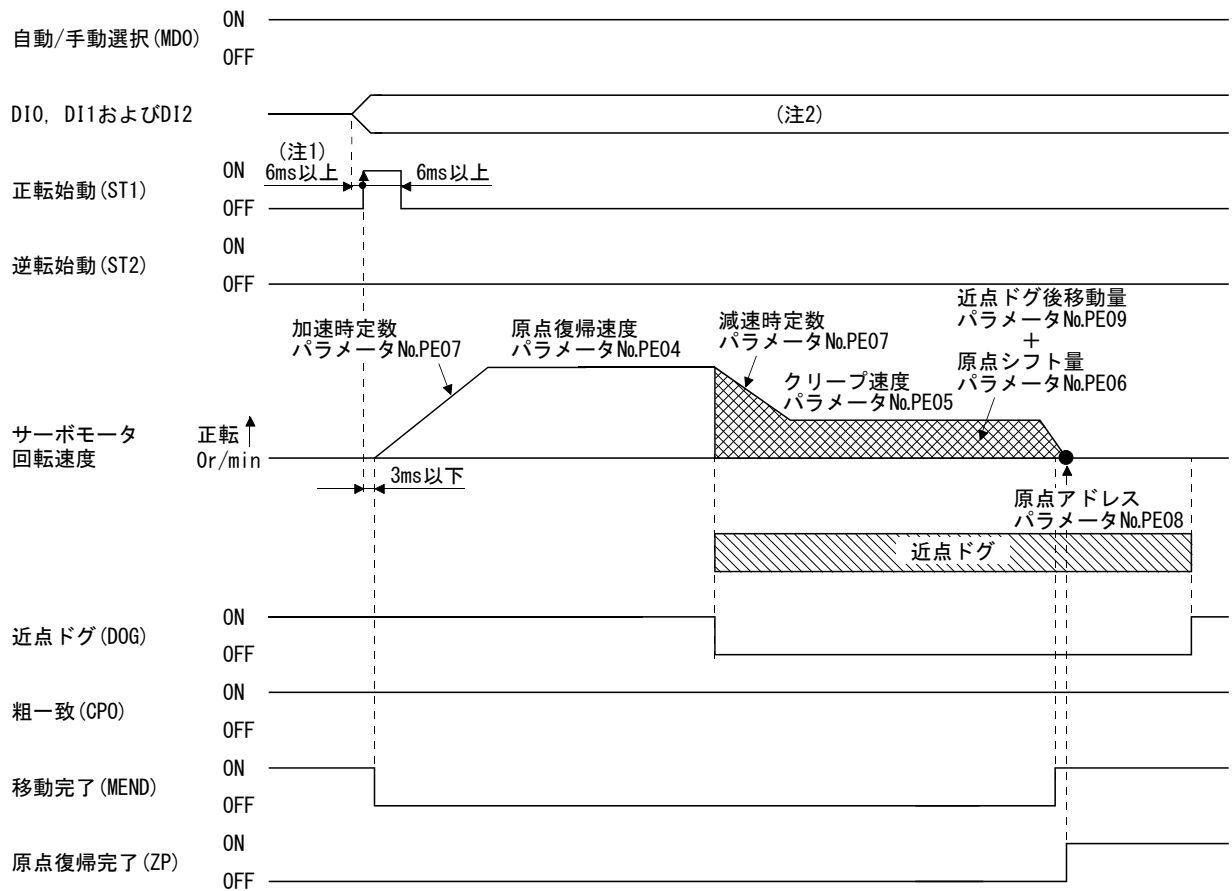 自動/手動選択(MD0)
ON
OFF
DI0, DI1およびDI2
(注2)
正転始動(ST1)
ON
OFF
(注1)
6ms以上
6ms以上
逆転始動(ST2)
ON
OFF
加速時定数
パラメータNo.PE07
原点復帰速度
パラメータNo.PE04
減速時定数
パラメータNo.PE07
クリープ速度
パラメータNo.PE05
近点ドグ後移動量
パラメータNo.PE09
+
原点シフト量
パラメータNo.PE06
サーボモータ
回転速度
正転
0r/min
3ms以下
原点アドレス
パラメータNo.PE08
近点ドグ
近点ドグ(DOG)
ON
OFF
粗一致(CPO)
ON
OFF
移動完了(MEND)
ON
OFF
原点復帰完了(ZP)
ON
OFF